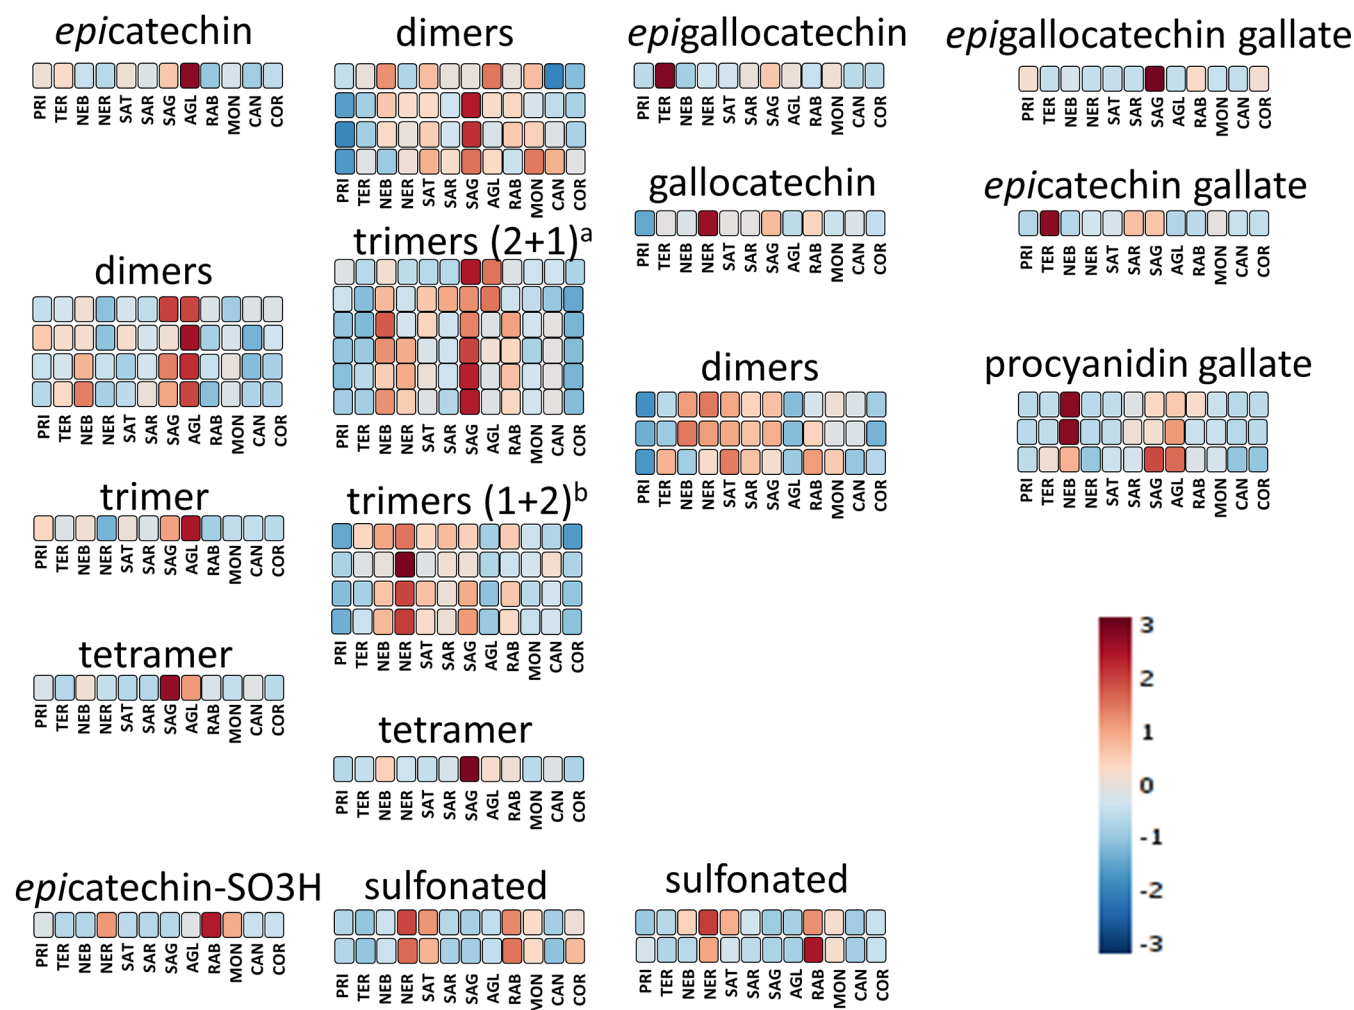 epicatechin
PRI TER NEB NER SAT SAR SAG AGL RAB MON CAN COR
dimers
PRI TER NEB NER SAT SAR SAG AGL RAB MON CAN COR
epigallocatechin
PRI TER NEB NER SAT SAR SAG AGL RAB MON CAN COR
epigallocatechin gallate
PRI TER NEB NER SAT SAR SAG AGL RAB MON CAN COR
gallocatechin
PRI TER NEB NER SAT SAR SAG AGL RAB MON CAN COR
epicatechin gallate
PRI TER NEB NER SAT SAR SAG AGL RAB MON CAN COR
dimers
PRI TER NEB NER SAT SAR SAG AGL RAB MON CAN COR
trimers (2+1)a
PRI TER NEB NER SAT SAR SAG AGL RAB MON CAN COR
dimers
PRI TER NEB NER SAT SAR SAG AGL RAB MON CAN COR
procyanidin gallate
PRI TER NEB NER SAT SAR SAG AGL RAB MON CAN COR
trimer
PRI TER NEB NER SAT SAR SAG AGL RAB MON CAN COR
trimers (1+2)b
PRI TER NEB NER SAT SAR SAG AGL RAB MON CAN COR
tetramer
PRI TER NEB NER SAT SAR SAG AGL RAB MON CAN COR
tetramer
PRI TER NEB NER SAT SAR SAG AGL RAB MON CAN COR
3
2
1
0
-1
-2
-3
epicatechin-SO3H
PRI TER NEB NER SAT SAR SAG AGL RAB MON CAN COR
sulfonated
PRI TER NEB NER SAT SAR SAG AGL RAB MON CAN COR
sulfonated
PRI TER NEB NER SAT SAR SAG AGL RAB MON CAN COR